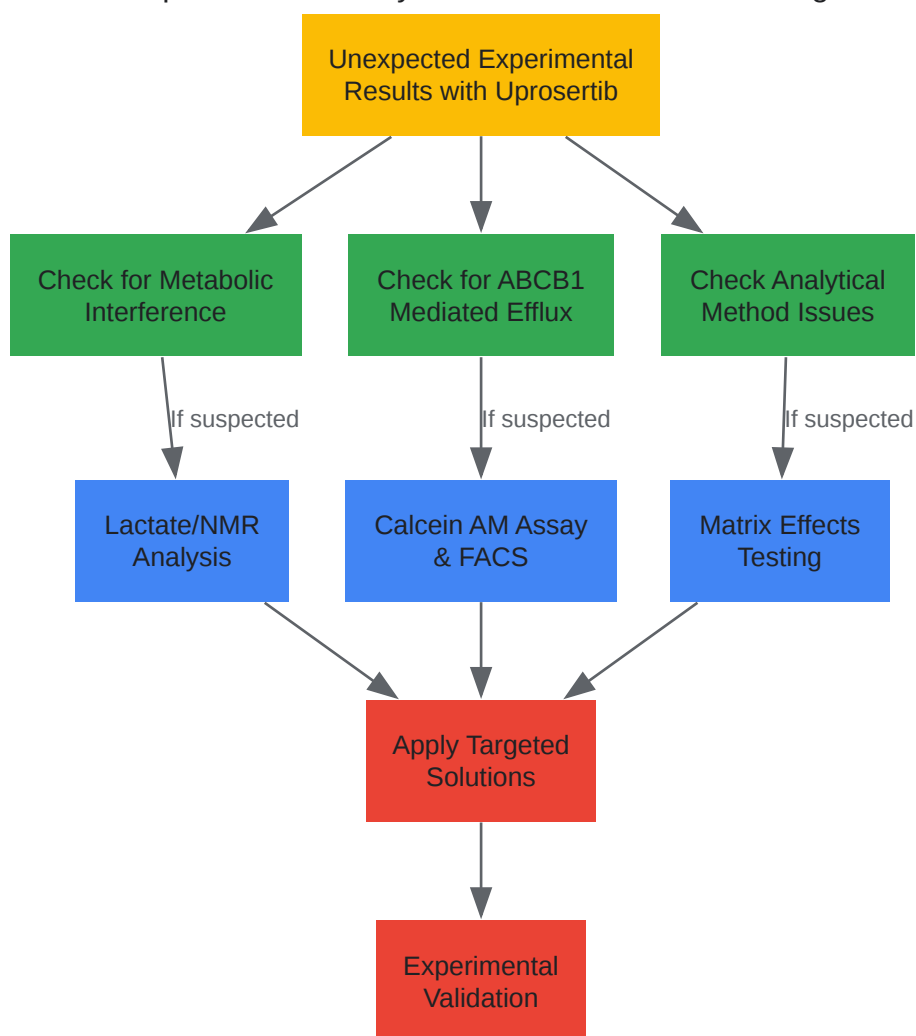 Unexpected Experimental
Results with Uprosertib
Check for Metabolic
Interference
Check for ABCB1
Mediated Efflux
Check Analytical
Method Issues
If suspected
If suspected
If suspected
Lactate/NMR
Analysis
Calcein AM Assay
& FACS
Matrix Effects
Testing
Apply Targeted
Solutions
Experimental
Validation